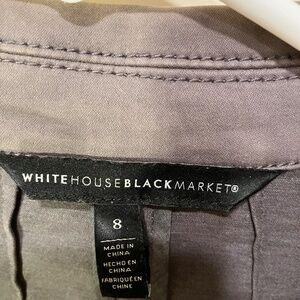 WHITEHOUSEBLACKMARKET®
8
MADE IN
CHINA
HECHO EN
CHINA
FABRIQUÉ EN
CHINE